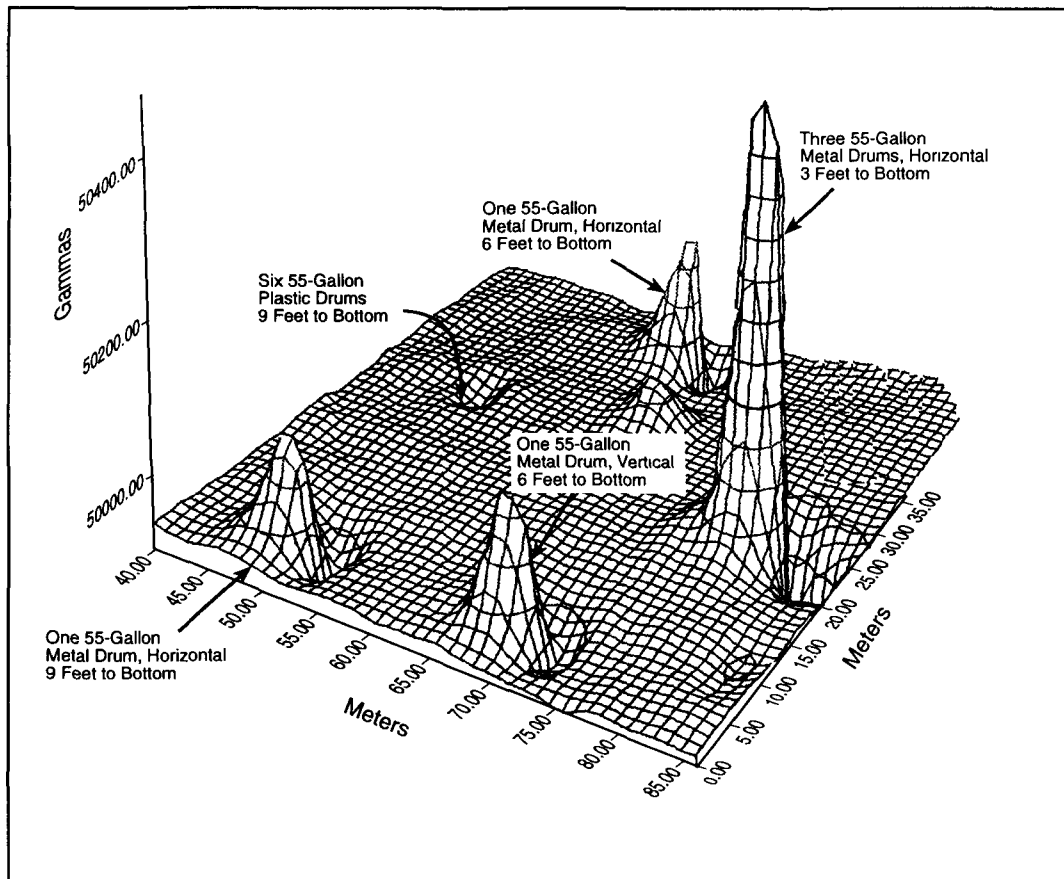 50400.00
50200.00
50000.00
Gammas
Three 55-Gallon
Metal Drums, Horizontal
3 Feet to Bottom
One 55-Gallon
Metal Drum, Horizontal
6 Feet to Bottom
Six 55-Gallon
Plastic Drums
9 Feet to Bottom
One 55-Gallon
Metal Drum, Vertical
6 Feet to Bottom
One 55-Gallon
Metal Drum, Horizontal
9 Feet to Bottom
40.00
45.00
50.00
55.00
60.00
65.00
70.00
75.00
80.00
85.00
Meters
0.00
5.00
10.00
15.00
20.00
25.00
30.00
35.00
Meters